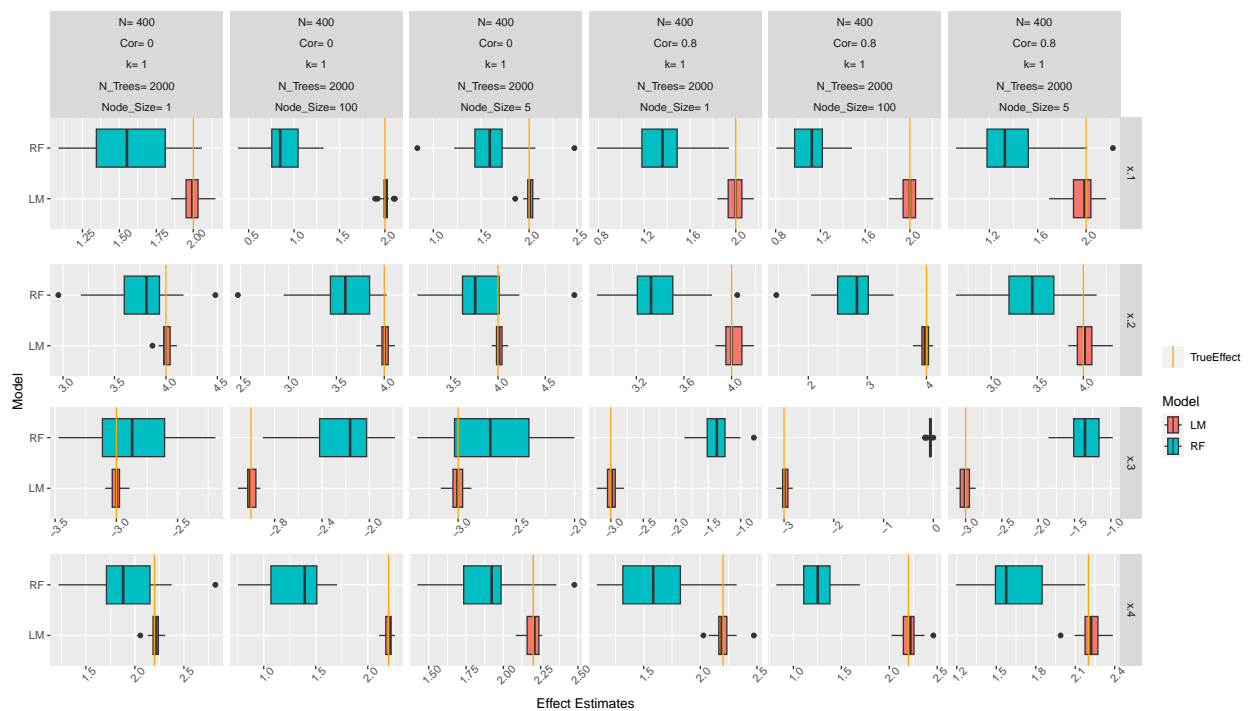 N= 400 N= 400 N= 400 N= 400 N= 400 N= 400
Cor= 0 Cor= 0 Cor= 0 Cor= 0.8 Cor= 0.8 Cor= 0.8
k= 1 k= 1 k= 1 k= 1 k= 1 k= 1
N_Trees= 2000 N_Trees= 2000 N_Trees= 2000 N_Trees= 2000 N_Trees= 2000 N_Trees= 2000
Node_Size= 1 Node_Size= 100 Node_Size= 5 Node_Size= 1 Node_Size= 100 Node_Size= 5
RF
LM
x.1
1.25 1.50 1.75 2.00 0.5 1.0 1.5 2.0 1.0 1.5 2.0 2.5 0.8 1.2 1.6 2.0 0.8 1.2 1.6 2.0 1.2 1.6 2.0
RF
LM
x.2
3.0 3.5 4.0 4.5 2.5 3.0 3.5 4.0 3.5 4.0 4.5 3.2 3.6 4.0 2 3 4 3.0 3.5 4.0
RF
LM
x.3
−3.5 −3.0 −2.5 −2.8 −2.4 −2.0 −3.0 −2.5 −2.0 −3.0 −2.5 −2.0 −1.5 −1.0 −3 −2 −1 0 −3.0 −2.5 −2.0 −1.5 −1.0
RF
LM
x.4
1.5 2.0 2.5 1.0 1.5 2.0 1.50 1.75 2.00 2.25 2.50 1.5 2.0 2.5 1.0 1.5 2.0 2.5 1.2 1.5 1.8 2.1 2.4
Effect Estimates
Model
TrueEffect
Model
LM
RF